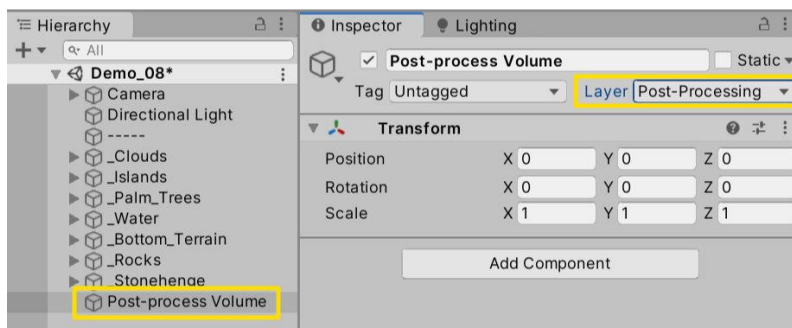 Hierarchy
All
Demo_08*
Camera
Directional Light
-----
_Clouds
_Islands
_Palm_Trees
_Water
_Bottom_Terrain
_Rocks
_Stonehenge
Post-process Volume
Inspector Lighting
Post-process Volume Static
Tag Untagged Layer Post-Processing
Transform
Position X 0 Y 0 Z 0
Rotation X 0 Y 0 Z 0
Scale X 1 Y 1 Z 1
Add Component